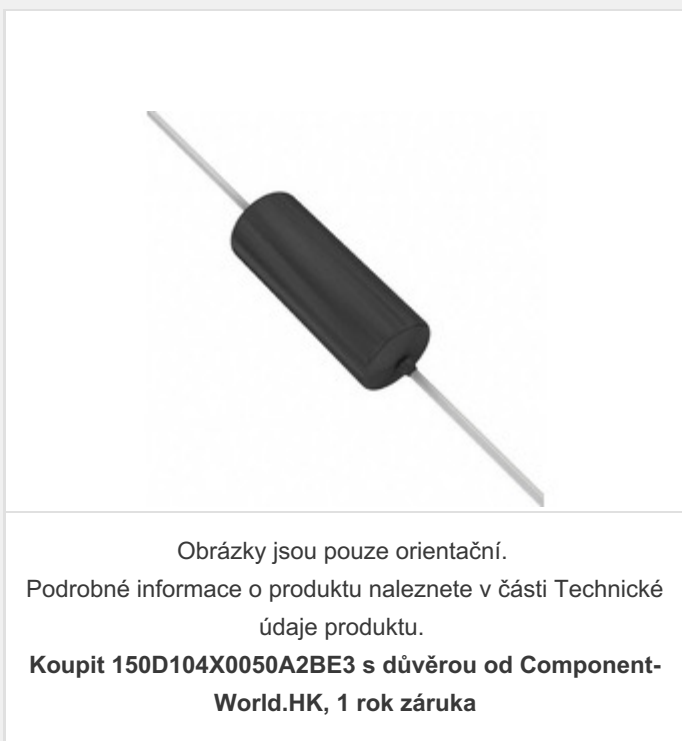 Obrázky jsou pouze orientační.
Podrobné informace o produktu naleznete v části Technické
údaje produktu.
Koupit 150D104X0050A2BE3 s důvěrou od Component-
World.HK, 1 rok záruka